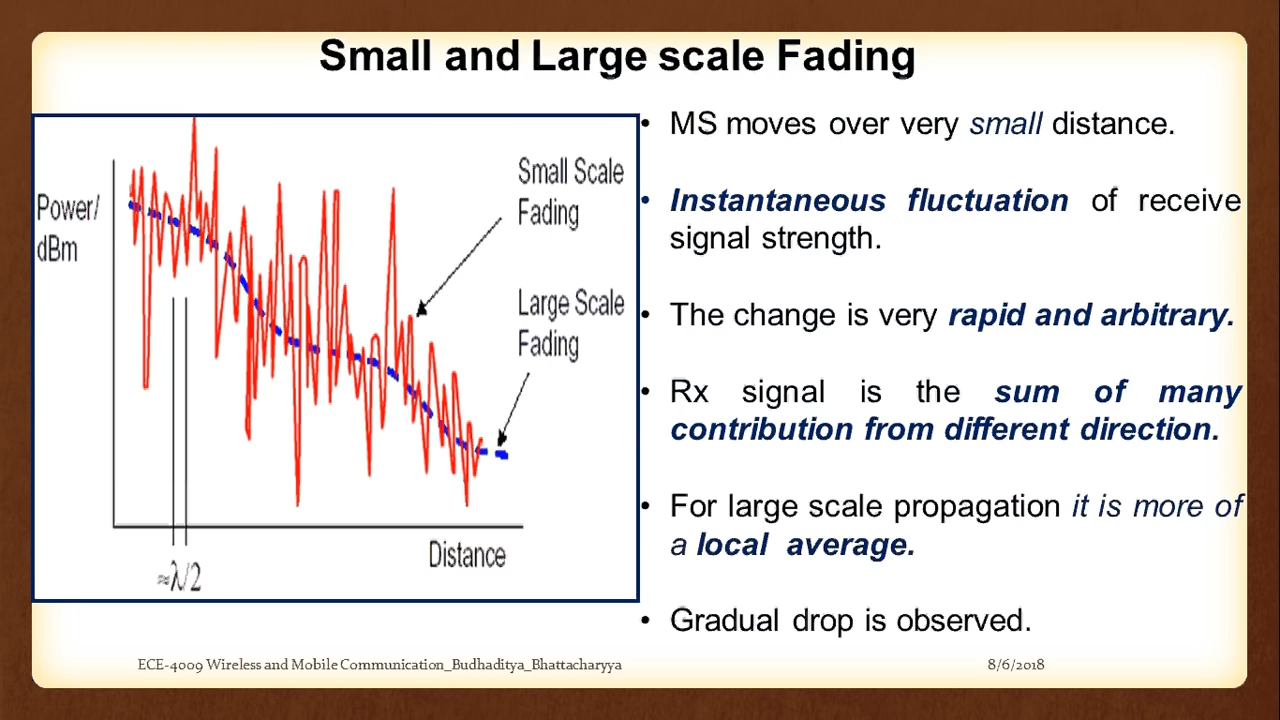 Small and Large scale Fading
Power/
dBm
Small Scale
Fading
Large Scale
Fading
Distance
≈λ/2
• MS moves over very small distance.
• Instantaneous fluctuation of receive
signal strength.
• The change is very rapid and arbitrary.
• Rx signal is the sum of many
contribution from different direction.
• For large scale propagation it is more of
a local average.
• Gradual drop is observed.
ECE-4009 Wireless and Mobile Communication_Budhaditya_Bhattacharyya
8/6/2018